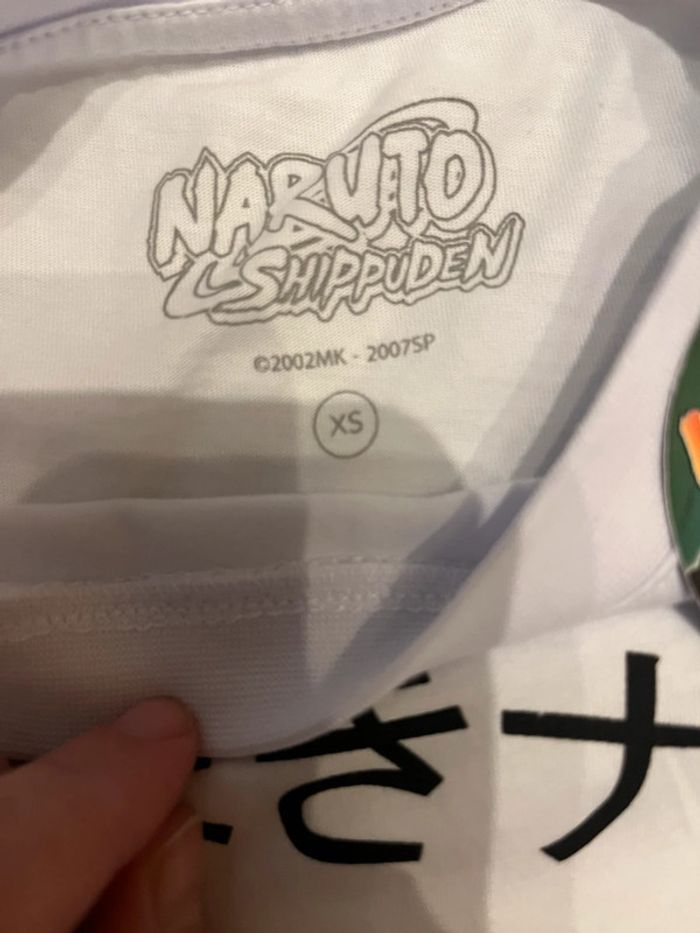 NARUTO
SHIPPUDEN
©2002MK - 2007SP
XS